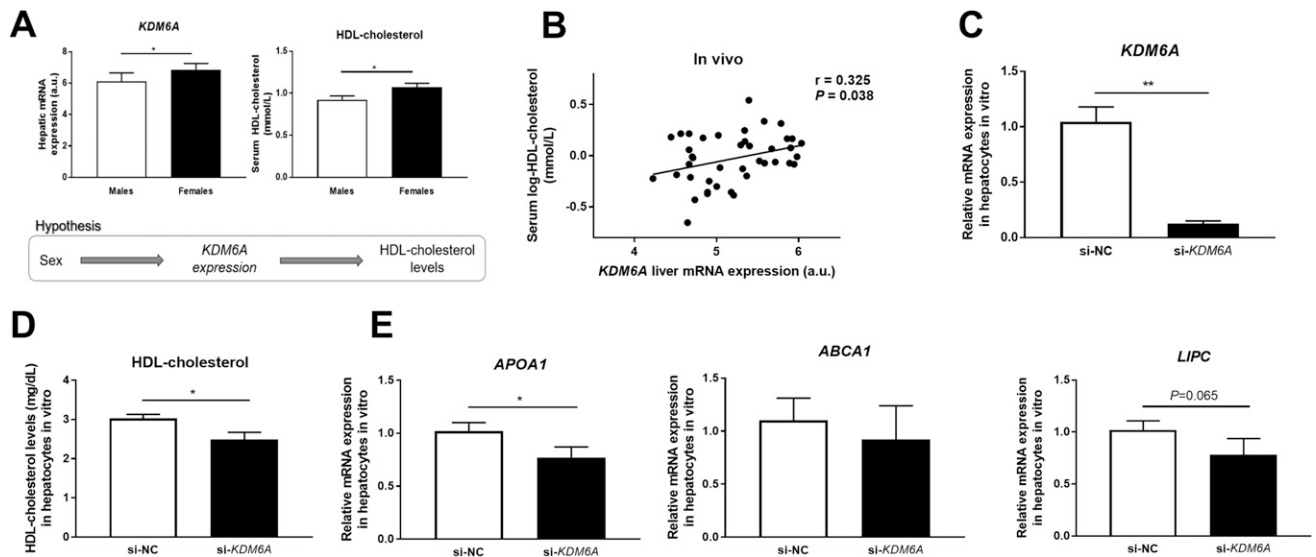 A
KDM6A
*
Hepatic mRNA
expression (a.u.)
8
6
4
2
0
Males
Females
HDL-cholesterol
*
Serum HDL-cholesterol
(mmol/L)
1.5
1.0
0.5
0.0
Males
Females
Hypothesis
Sex
KDM6A
expression
HDL-cholesterol
levels
B
In vivo
r = 0.325
P = 0.038
Serum log-HDL-cholesterol
(mmol/L)
0.5
0.0
-0.5
4
5
6
KDM6A liver mRNA expression (a.u.)
C
KDM6A
**
Relative mRNA expression
in hepatocytes in vitro
1.5
1.0
0.5
0.0
si-NC
si-KDM6A
D
HDL-cholesterol
*
HDL-cholesterol levels (mg/dL)
in hepatocytes in vitro
4
3
2
1
0
si-NC
si-KDM6A
E
APOA1
*
Relative mRNA expression
in hepatocytes in vitro
1.5
1.0
0.5
0.0
si-NC
si-KDM6A
ABCA1
Relative mRNA expression
in hepatocytes in vitro
1.5
1.0
0.5
0.0
si-NC
si-KDM6A
LIPC
P=0.065
Relative mRNA expression
in hepatocytes in vitro
1.5
1.0
0.5
0.0
si-NC
si-KDM6A